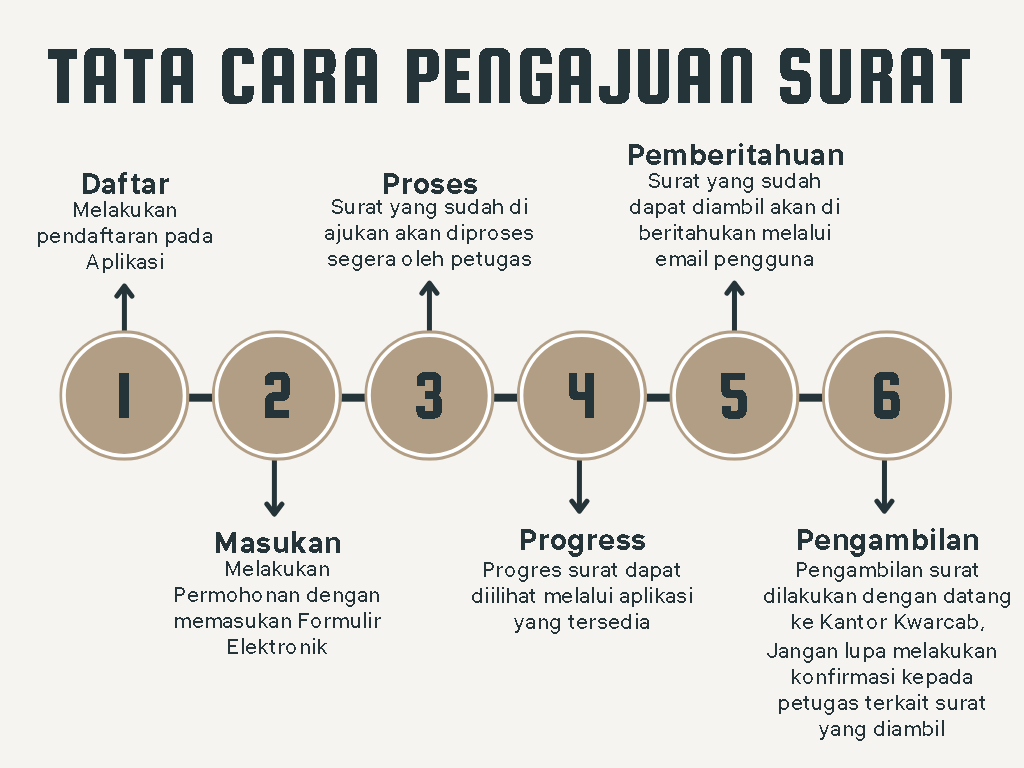 TATA CARA PENGAJUAN SURAT
Daftar
Melakukan
pendaftaran pada
Aplikasi
Proses
Surat yang sudah di
ajukan akan diproses
segera oleh petugas
Pemberitahuan
Surat yang sudah
dapat diambil akan di
beritahukan melalui
email pengguna
1
2
3
4
5
6
Masukan
Melakukan
Permohonan dengan
memasukan Formulir
Elektronik
Progress
Progres surat dapat
diilihat melalui aplikasi
yang tersedia
Pengambilan
Pengambilan surat
dilakukan dengan datang
ke Kantor Kwarcab,
Jangan lupa melakukan
konfirmasi kepada
petugas terkait surat
yang diambil